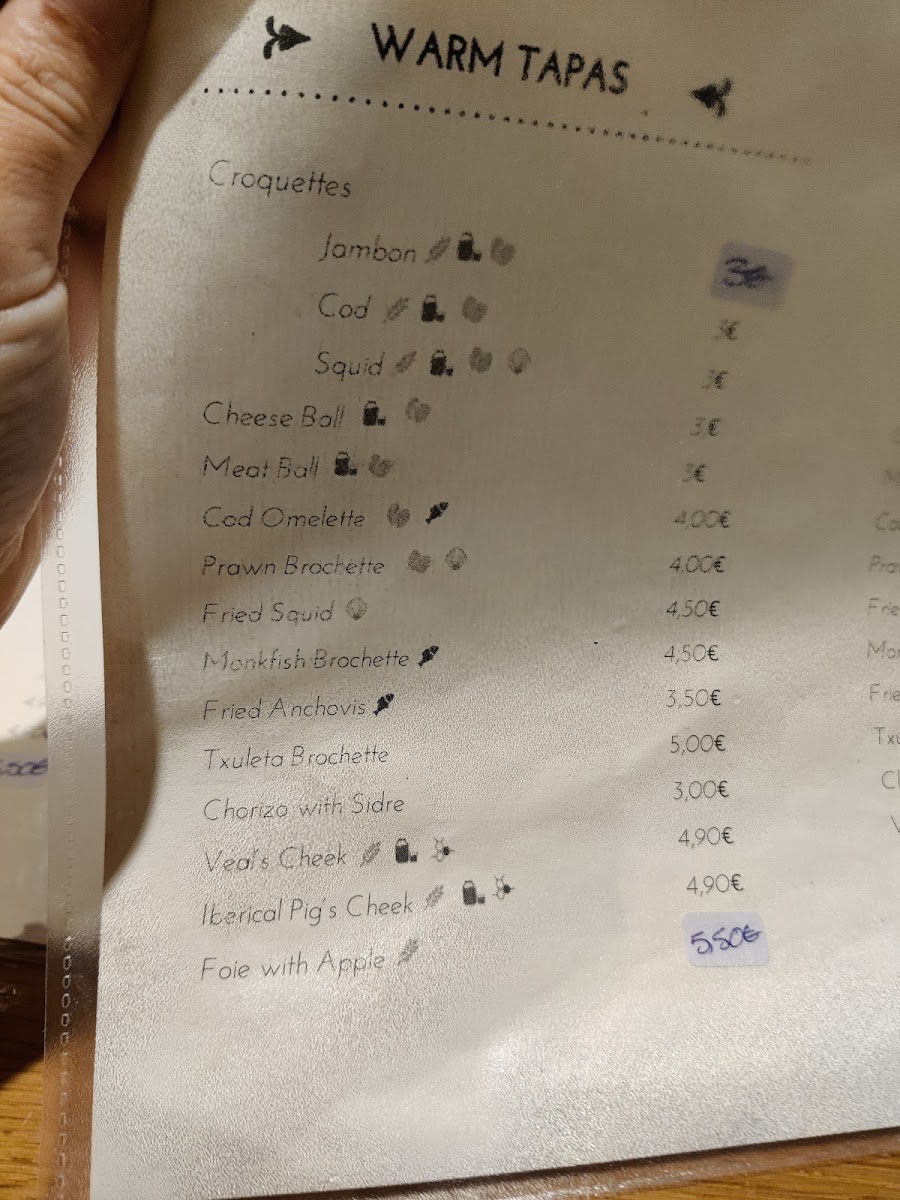 WARM TAPAS
Croquettes
Jambon 3€
Cod 3€
Squid 3€
Cheese Ball 3€
Meat Ball 3€
Cod Omelette 4,00€
Prawn Brochette 4,00€
Fried Squid 4,50€
Monkfish Brochette 4,50€
Fried Anchovis 3,50€
Txuleta Brochette 5,00€
Chorizo with Sidre 3,00€
Veal's Cheek 4,90€
Iberical Pig's Cheek 4,90€
Foie with Apple 5,50€